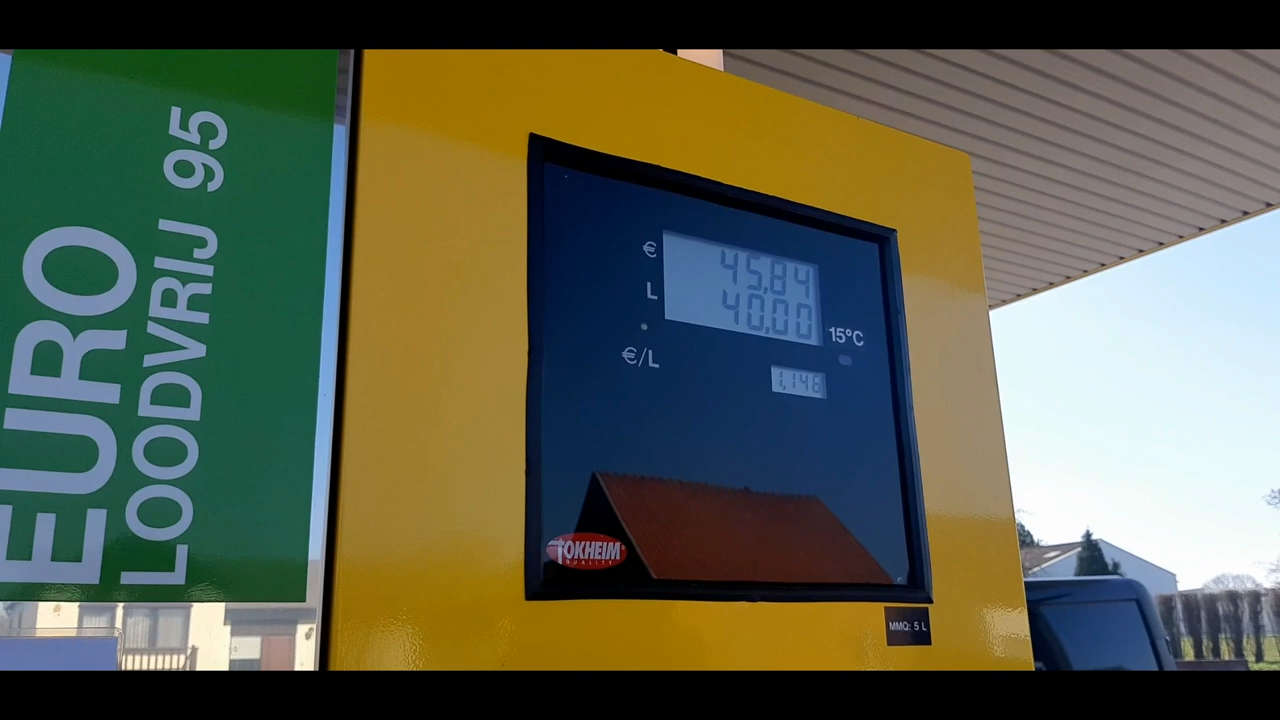 EURO
LOODVRIJ 95
€ 45,84
L 40,00
15°C
€/L 1,146
TOKHEIM
QUALITY
MMQ: 5 L